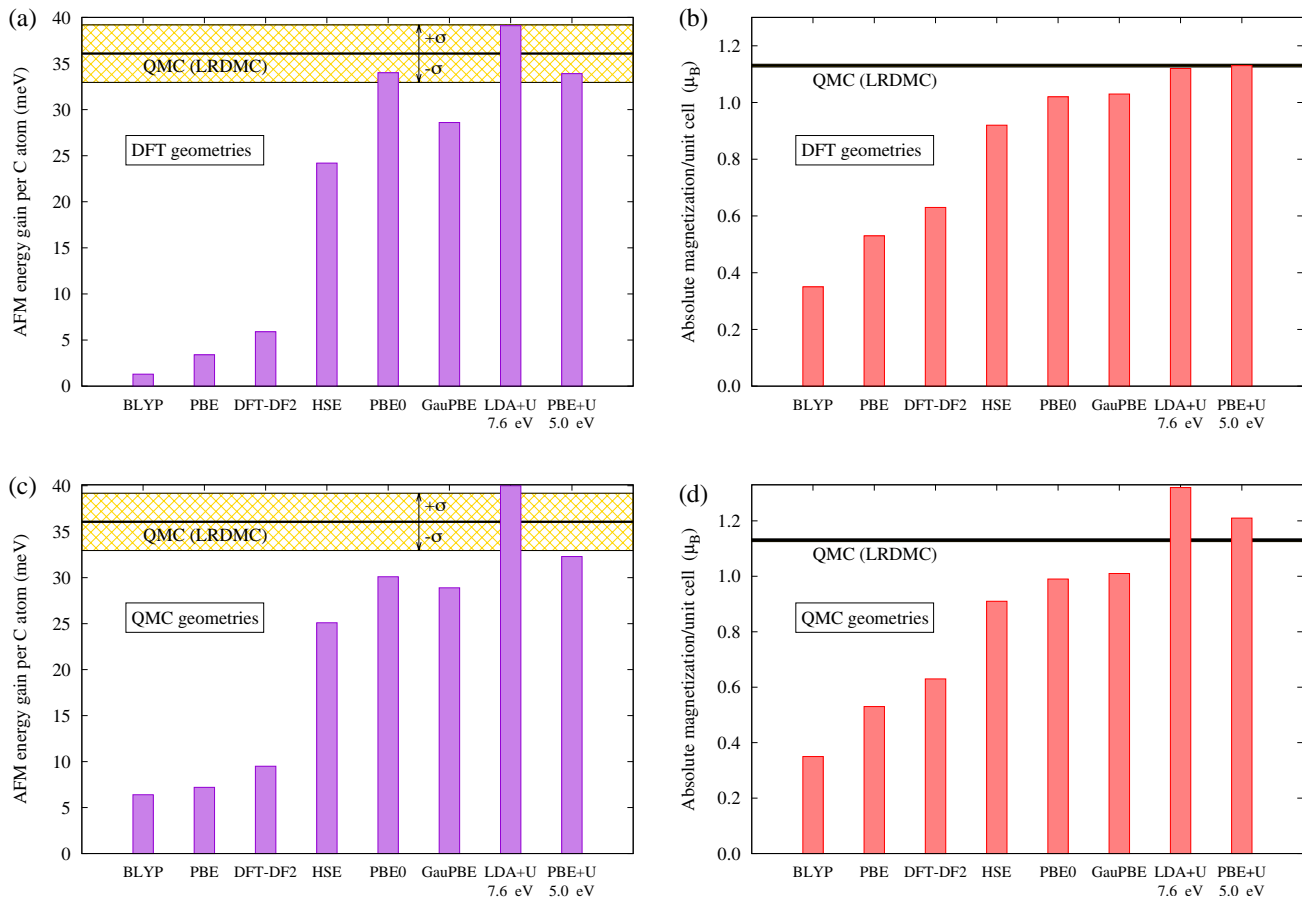 (a)
AFM energy gain per C atom (meV)
40
35
30
25
20
15
10
5
0
+σ
QMC (LRDMC)
-σ
DFT geometries
BLYP PBE DFT-DF2 HSE PBE0 GauPBE LDA+U PBE+U
7.6 eV 5.0 eV
(b)
Absolute magnetization/unit cell (μB)
1.2
1.0
0.8
0.6
0.4
0.2
0.0
QMC (LRDMC)
DFT geometries
BLYP PBE DFT-DF2 HSE PBE0 GauPBE LDA+U PBE+U
7.6 eV 5.0 eV
(c)
AFM energy gain per C atom (meV)
40
35
30
25
20
15
10
5
0
+σ
QMC (LRDMC)
-σ
QMC geometries
BLYP PBE DFT-DF2 HSE PBE0 GauPBE LDA+U PBE+U
7.6 eV 5.0 eV
(d)
Absolute magnetization/unit cell (μB)
1.2
1.0
0.8
0.6
0.4
0.2
0.0
QMC (LRDMC)
QMC geometries
BLYP PBE DFT-DF2 HSE PBE0 GauPBE LDA+U PBE+U
7.6 eV 5.0 eV